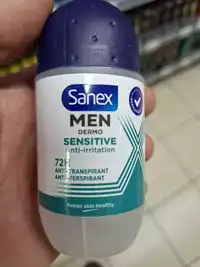 Sanex
MEN
DERMO
SENSITIVE
Anti-irritation
72H
ANTI-TRANSPIRANT
ANTI-PERSPIRANT
Keeps skin healthy